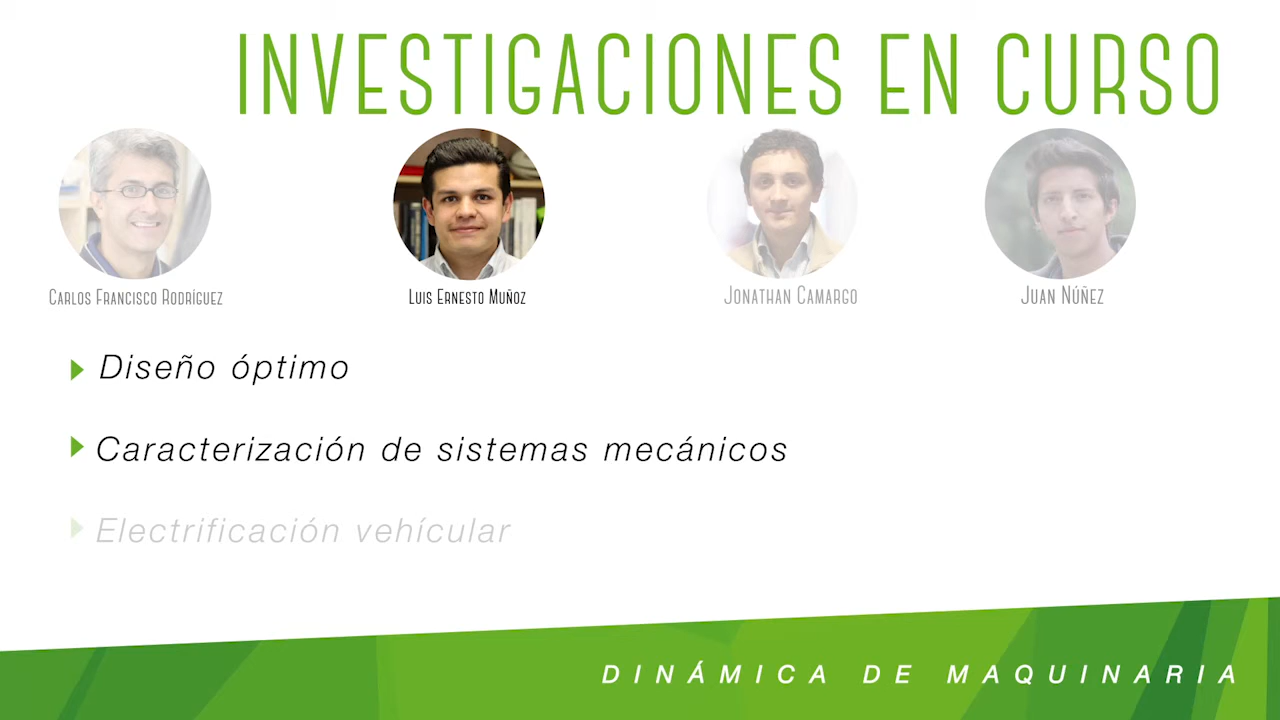 INVESTIGACIONES EN CURSO
CARLOS FRANCISCO RODRÍGUEZ
LUIS ERNESTO MUÑOZ
JONATHAN CAMARGO
JUAN NÚÑEZ
Diseño óptimo
Caracterización de sistemas mecánicos
Electrificación vehícular
DINÁMICA DE MAQUINARIA